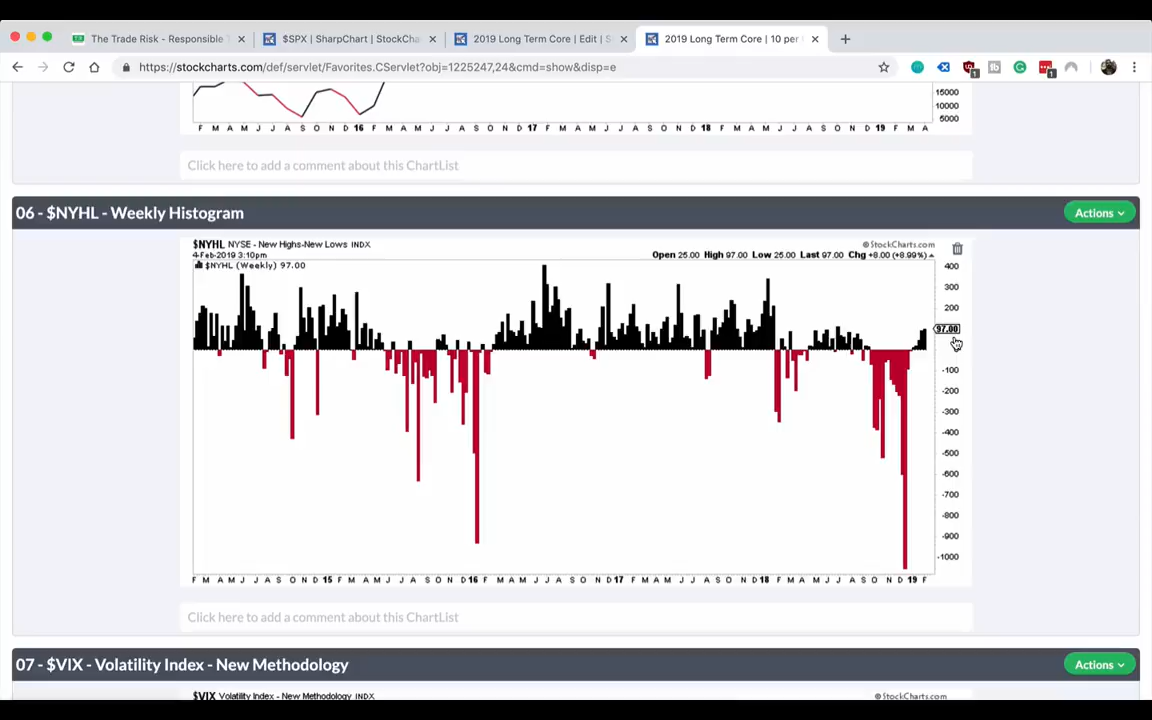 The Trade Risk - Responsible T
$SPX | SharpChart | StockCha
2019 Long Term Core | Edit | S
2019 Long Term Core | 10 per
https://stockcharts.com/def/servlet/Favorites.CServlet?obj=1225247,24&cmd=show&disp=e
1
1
15000
10000
5000
F M A M J J A S O N D 16 F M A M J J A S O N D 17 F M A M J J A S O N D 18 F M A M J J A S O N D 19 F M A
Click here to add a comment about this ChartList
06 - $NYHL - Weekly Histogram
Actions
$NYHL NYSE - New Highs-New Lows INDX
© StockCharts.com
4-Feb-2019 3:10pm
Open 25.00 High 97.00 Low 25.00 Last 97.00 Chg +8.00 (+8.99%)
$NYHL (Weekly) 97.00
400
300
200
97.00
-100
-200
-300
-400
-500
-600
-700
-800
-900
-1000
F M A M J J A S O N D 15 F M A M J J A S O N D 16 F M A M J J A S O N D 17 F M A M J J A S O N D 18 F M A M J J A S O N D 19 F
Click here to add a comment about this ChartList
07 - $VIX - Volatility Index - New Methodology
Actions
$VIX Volatility Index - New Methodology INDX
© StockCharts.com